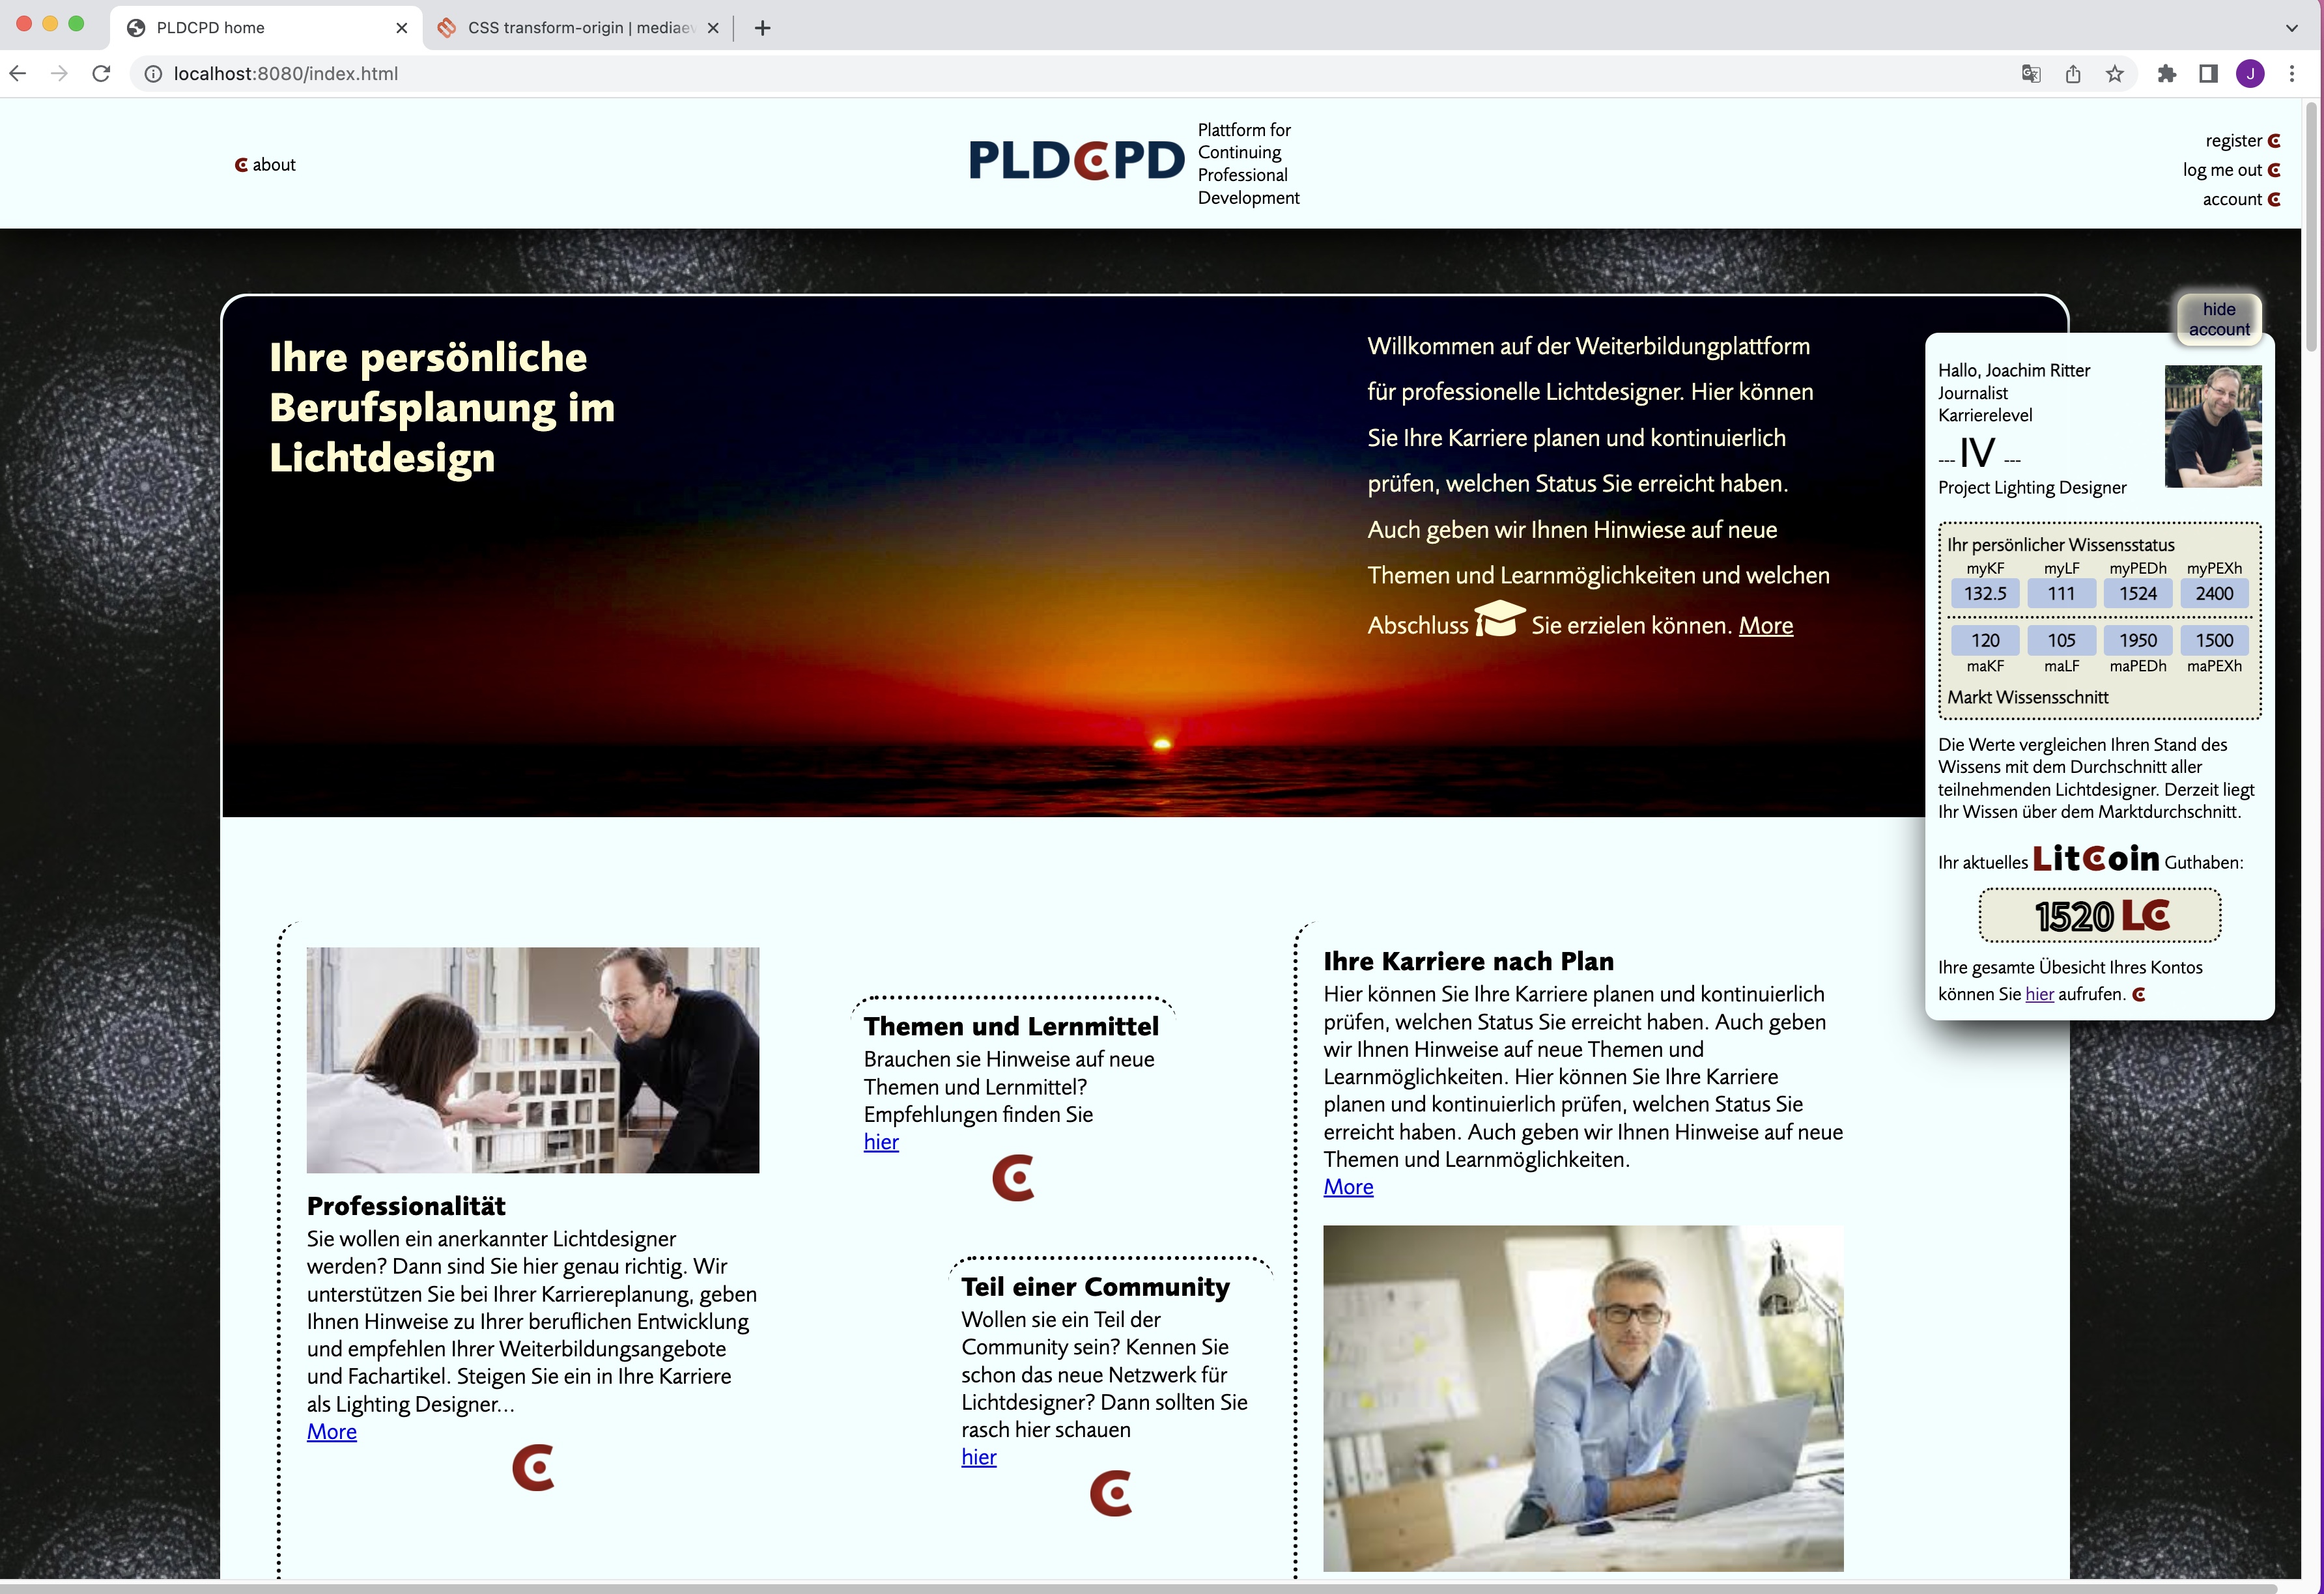 PLDCPD home
CSS transform-origin | mediaev
localhost:8080/index.html
J
about
PLDCPD
Plattform for
Continuing
Professional
Development
register
log me out
account
Ihre persönliche
Berufsplanung im
Lichtdesign
Willkommen auf der Weiterbildungplattform
für professionelle Lichtdesigner. Hier können
Sie Ihre Karriere planen und kontinuierlich
prüfen, welchen Status Sie erreicht haben.
Auch geben wir Ihnen Hinwiese auf neue
Themen und Learnmöglichkeiten und welchen
Abschluss Sie erzielen können. More
hide
account
Hallo, Joachim Ritter
Journalist
Karrierelevel
--- IV ---
Project Lighting Designer
Ihr persönlicher Wissensstatus
myKF myLF myPEDh myPEXh
132.5 111 1524 2400
120 105 1950 1500
maKF maLF maPEDh maPEXh
Markt Wissensschnitt
Die Werte vergleichen Ihren Stand des
Wissens mit dem Durchschnitt aller
teilnehmenden Lichtdesigner. Derzeit liegt
Ihr Wissen über dem Marktdurchschnitt.
Ihr aktuelles LitCoin Guthaben:
1520 LC
Ihre gesamte Übesicht Ihres Kontos
können Sie hier aufrufen.
Professionalität
Sie wollen ein anerkannter Lichtdesigner
werden? Dann sind Sie hier genau richtig. Wir
unterstützen Sie bei Ihrer Karriereplanung, geben
Ihnen Hinweise zu Ihrer beruflichen Entwicklung
und empfehlen Ihrer Weiterbildungsangebote
und Fachartikel. Steigen Sie ein in Ihre Karriere
als Lighting Designer...
More
Themen und Lernmittel
Brauchen sie Hinweise auf neue
Themen und Lernmittel?
Empfehlungen finden Sie
hier
Teil einer Community
Wollen sie ein Teil der
Community sein? Kennen Sie
schon das neue Netzwerk für
Lichtdesigner? Dann sollten Sie
rasch hier schauen
hier
Ihre Karriere nach Plan
Hier können Sie Ihre Karriere planen und kontinuierlich
prüfen, welchen Status Sie erreicht haben. Auch geben
wir Ihnen Hinweise auf neue Themen und
Learnmöglichkeiten. Hier können Sie Ihre Karriere
planen und kontinuierlich prüfen, welchen Status Sie
erreicht haben. Auch geben wir Ihnen Hinweise auf neue
Themen und Learnmöglichkeiten.
More